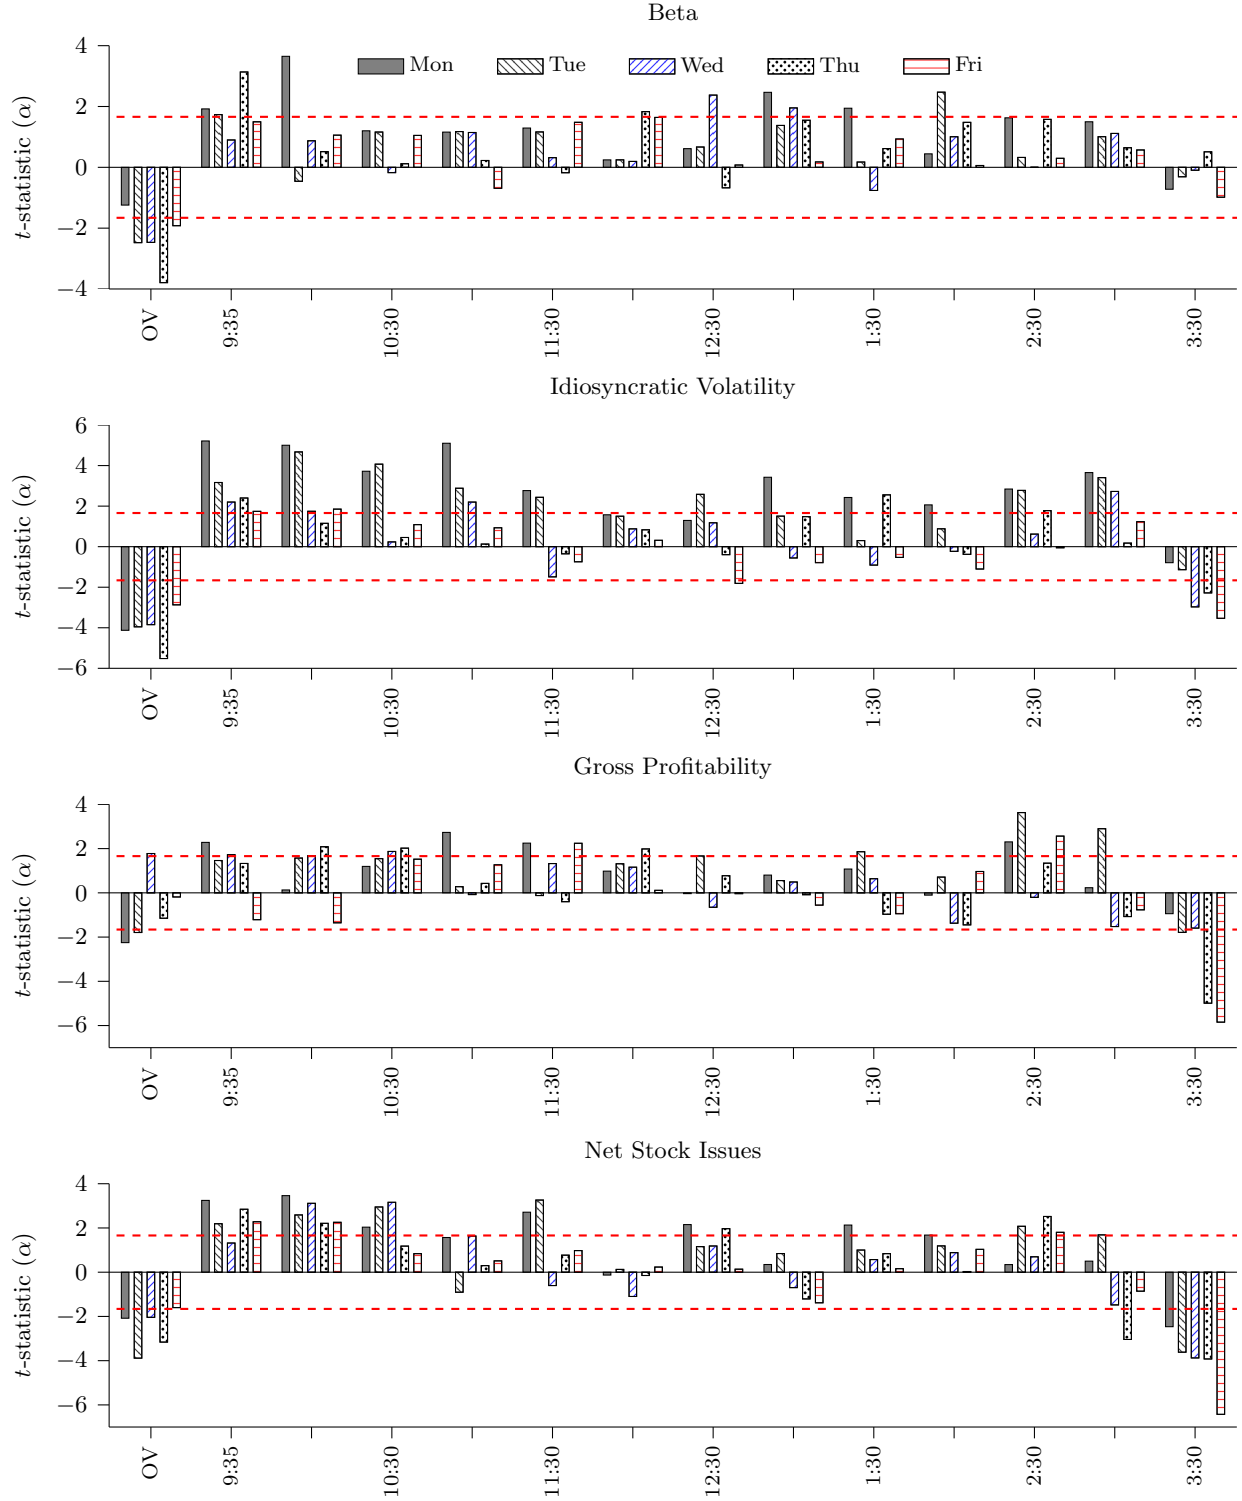 Beta
Mon Tue Wed Thu Fri
t-statistic (α)
4
2
0
−2
−4
OV 9:35 10:30 11:30 12:30 1:30 2:30 3:30
Idiosyncratic Volatility
t-statistic (α)
6
4
2
0
−2
−4
−6
OV 9:35 10:30 11:30 12:30 1:30 2:30 3:30
Gross Profitability
t-statistic (α)
4
2
0
−2
−4
−6
OV 9:35 10:30 11:30 12:30 1:30 2:30 3:30
Net Stock Issues
t-statistic (α)
4
2
0
−2
−4
−6
OV 9:35 10:30 11:30 12:30 1:30 2:30 3:30